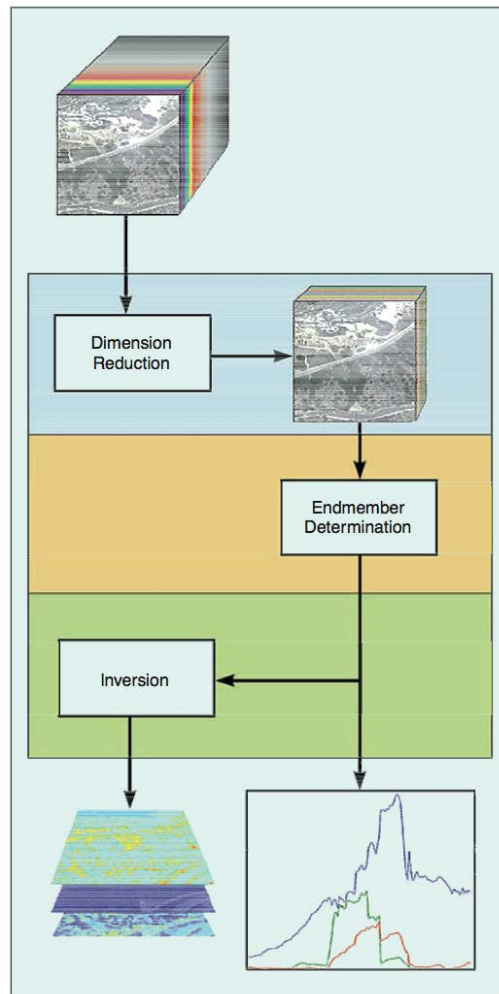 Dimension
Reduction
Endmember
Determination
Inversion